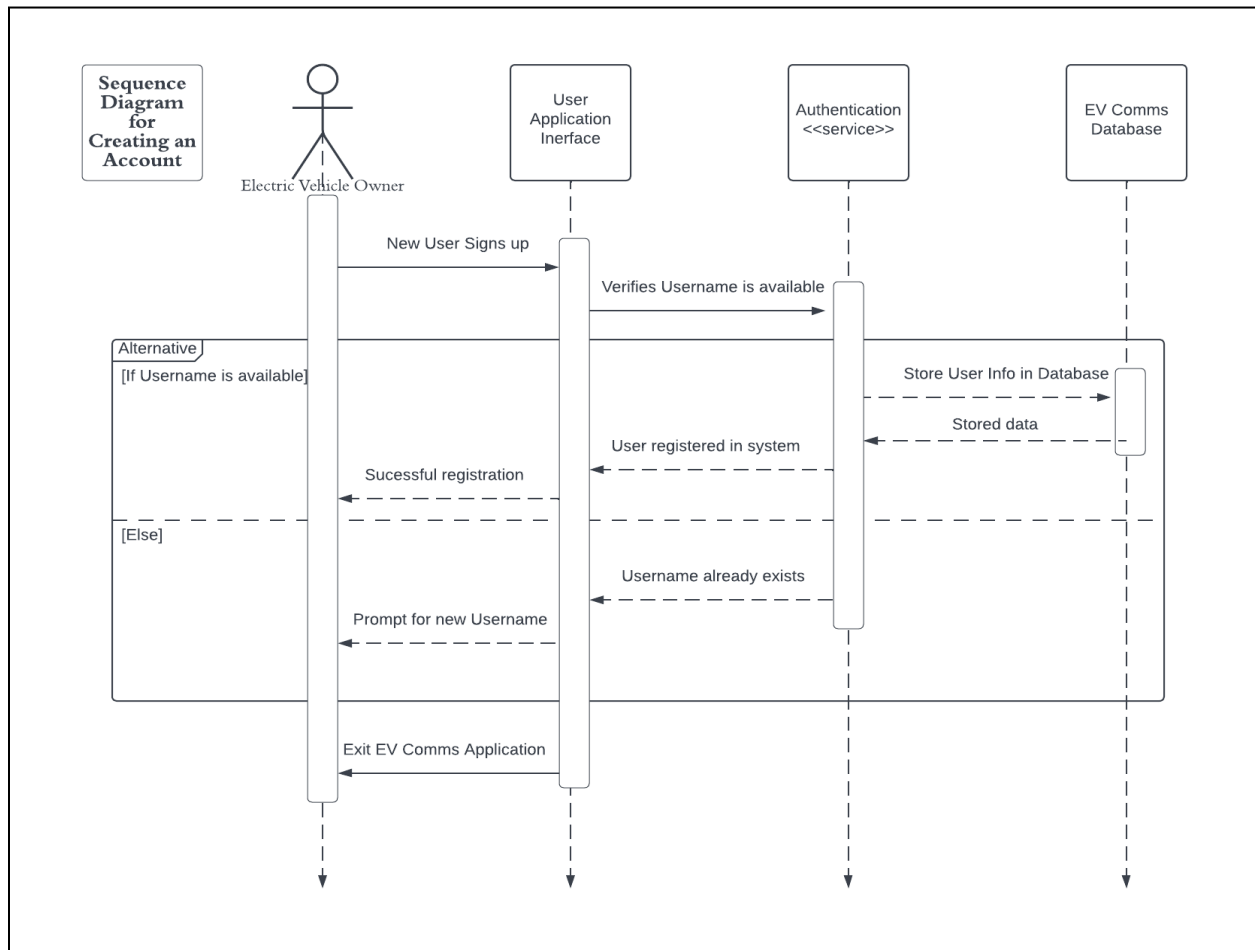 Sequence
Diagram
for
Creating an
Account
Electric Vehicle Owner
User
Application
Inerface
Authentication
<<service>>
EV Comms
Database
New User Signs up
Verifies Username is available
Alternative
[If Username is available]
Store User Info in Database
Stored data
User registered in system
Sucessful registration
[Else]
Username already exists
Prompt for new Username
Exit EV Comms Application